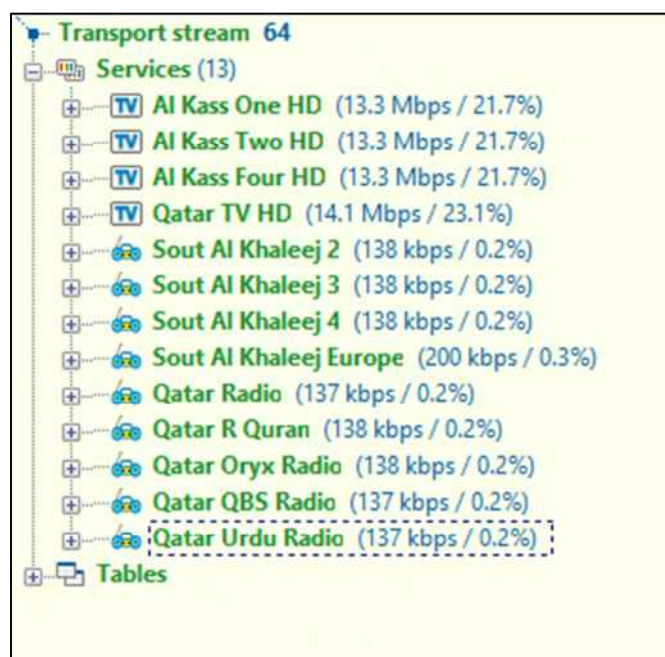 Transport stream 64
Services (13)
TV Al Kass One HD (13.3 Mbps / 21.7%)
TV Al Kass Two HD (13.3 Mbps / 21.7%)
TV Al Kass Four HD (13.3 Mbps / 21.7%)
TV Qatar TV HD (14.1 Mbps / 23.1%)
Sout Al Khaleej 2 (138 kbps / 0.2%)
Sout Al Khaleej 3 (138 kbps / 0.2%)
Sout Al Khaleej 4 (138 kbps / 0.2%)
Sout Al Khaleej Europe (200 kbps / 0.3%)
Qatar Radio (137 kbps / 0.2%)
Qatar R Quran (138 kbps / 0.2%)
Qatar Oryx Radio (138 kbps / 0.2%)
Qatar QBS Radio (137 kbps / 0.2%)
Qatar Urdu Radio (137 kbps / 0.2%)
Tables